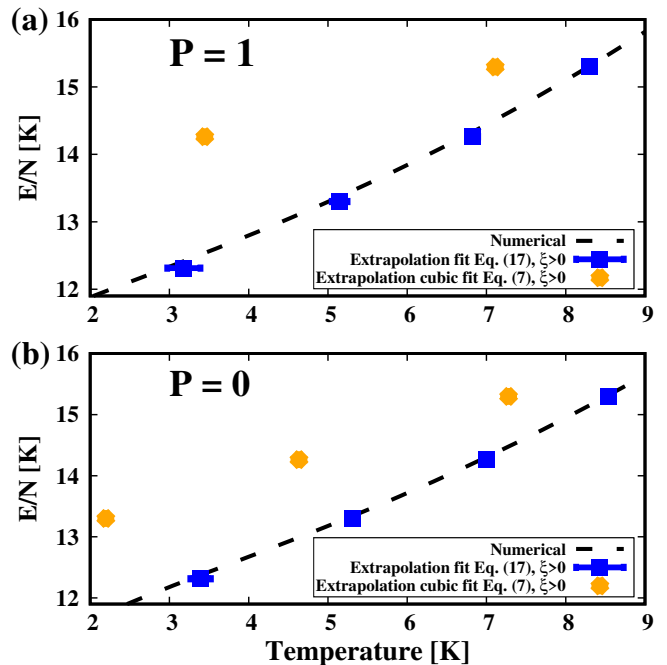 (a)
P = 1
E/N [K]
16
15
14
13
12
Numerical
Extrapolation fit Eq. (17), ξ>0
Extrapolation cubic fit Eq. (7), ξ>0
2 3 4 5 6 7 8 9
(b)
P = 0
E/N [K]
16
15
14
13
12
Numerical
Extrapolation fit Eq. (17), ξ>0
Extrapolation cubic fit Eq. (7), ξ>0
2 3 4 5 6 7 8 9
Temperature [K]